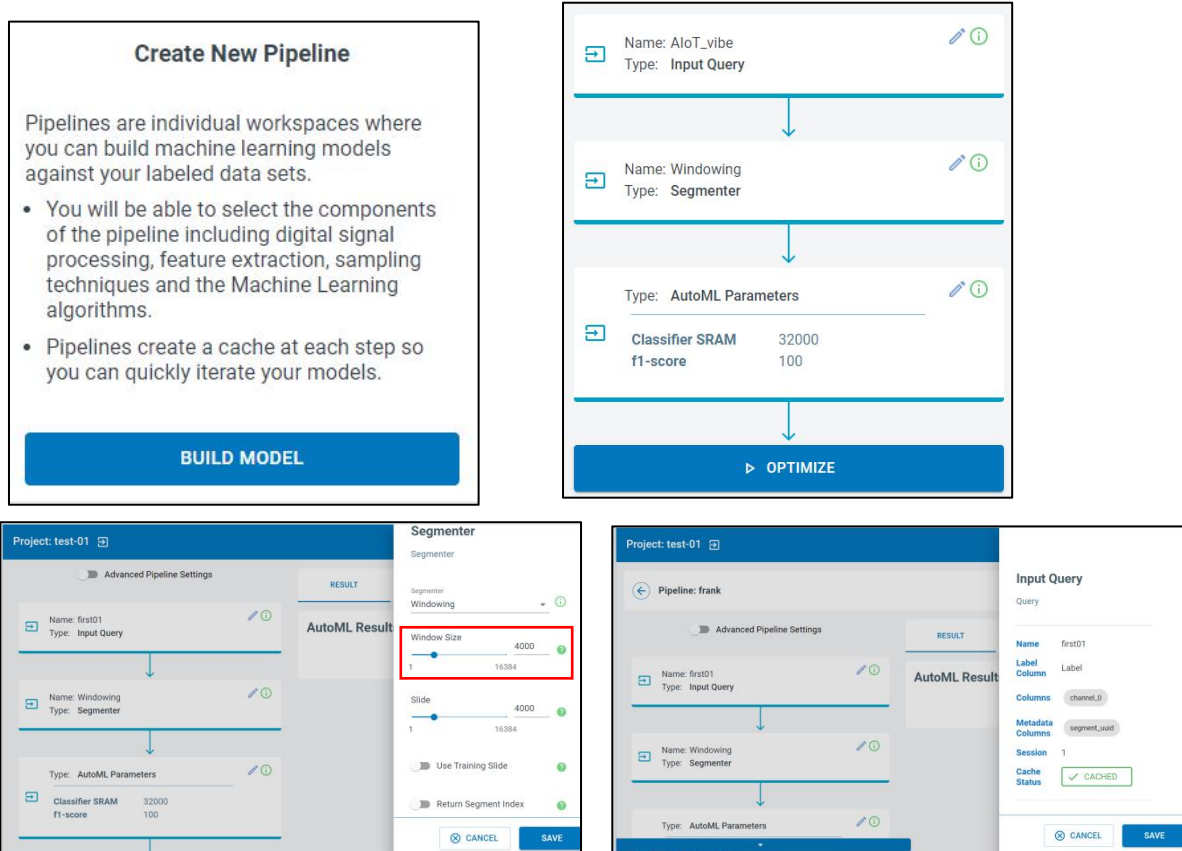 Create New Pipeline
Pipelines are individual workspaces where
you can build machine learning models
against your labeled data sets.
• You will be able to select the components
of the pipeline including digital signal
processing, feature extraction, sampling
techniques and the Machine Learning
algorithms.
• Pipelines create a cache at each step so
you can quickly iterate your models.
BUILD MODEL
Name: AIoT_vibe
Type: Input Query
Name: Windowing
Type: Segmenter
Type: AutoML Parameters
Classifier SRAM 32000
f1-score 100
OPTIMIZE
Project: test-01
Advanced Pipeline Settings
Name: first01
Type: Input Query
Name: Windowing
Type: Segmenter
Type: AutoML Parameters
Classifier SRAM 32000
f1-score 100
RESULT
AutoML Result
Segmenter
Segmenter
Segmenter
Windowing
Window Size
4000
1 16384
Slide
4000
1 16384
Use Training Slide
Return Segment Index
CANCEL SAVE
Project: test-01
Pipeline: frank
Advanced Pipeline Settings
Name: first01
Type: Input Query
Name: Windowing
Type: Segmenter
Type: AutoML Parameters
RESULT
AutoML Result
Input Query
Query
Name first01
Label Column Label
Columns channel_0
Metadata Columns segment_uuid
Session 1
Cache Status CACHED
CANCEL SAVE